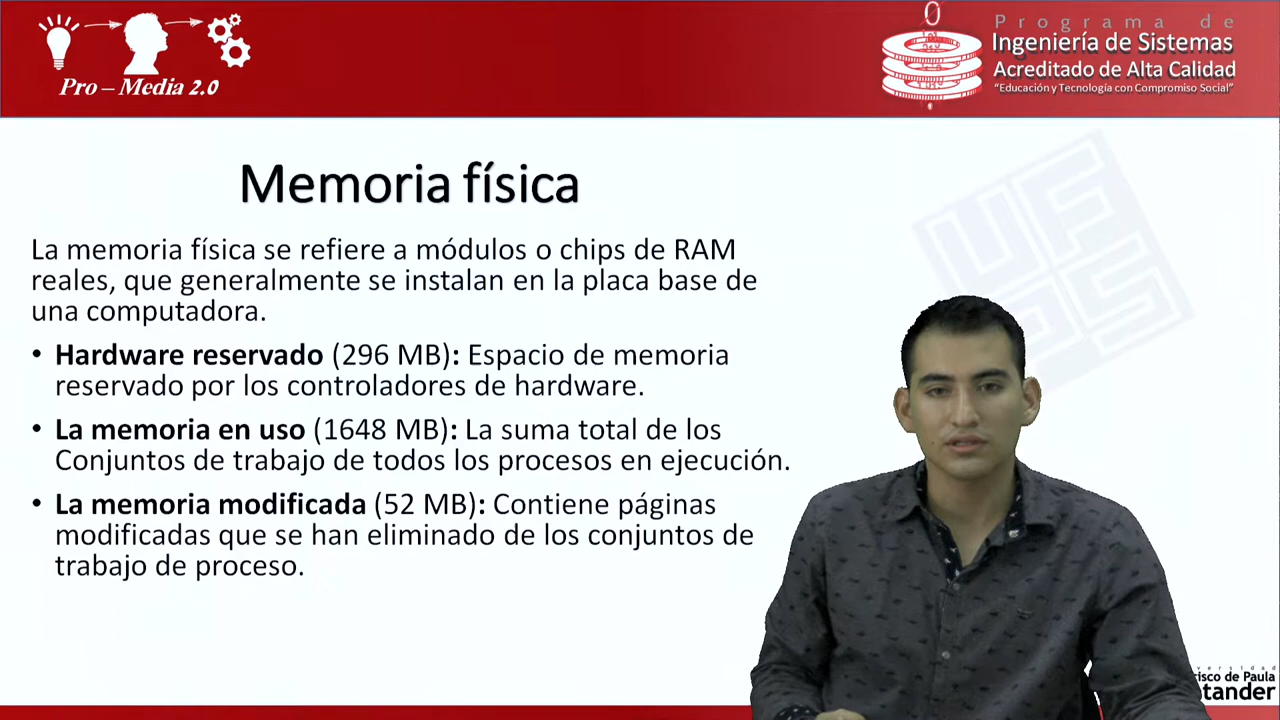 Pro – Media 2.0
0
Programa de
Ingeniería de Sistemas
Acreditado de Alta Calidad
“Educación y Tecnología con Compromiso Social”
Memoria física
La memoria física se refiere a módulos o chips de RAM
reales, que generalmente se instalan en la placa base de
una computadora.
• Hardware reservado (296 MB): Espacio de memoria
reservado por los controladores de hardware.
• La memoria en uso (1648 MB): La suma total de los
Conjuntos de trabajo de todos los procesos en ejecución.
• La memoria modificada (52 MB): Contiene páginas
modificadas que se han eliminado de los conjuntos de
trabajo de proceso.
UFPS
de Paula